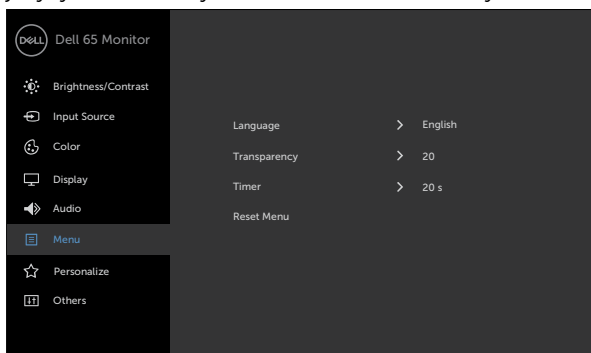 DELL
Dell 65 Monitor
Brightness/Contrast
Input Source
Color
Display
Audio
Menu
Personalize
Others
Language > English
Transparency > 20
Timer > 20 s
Reset Menu